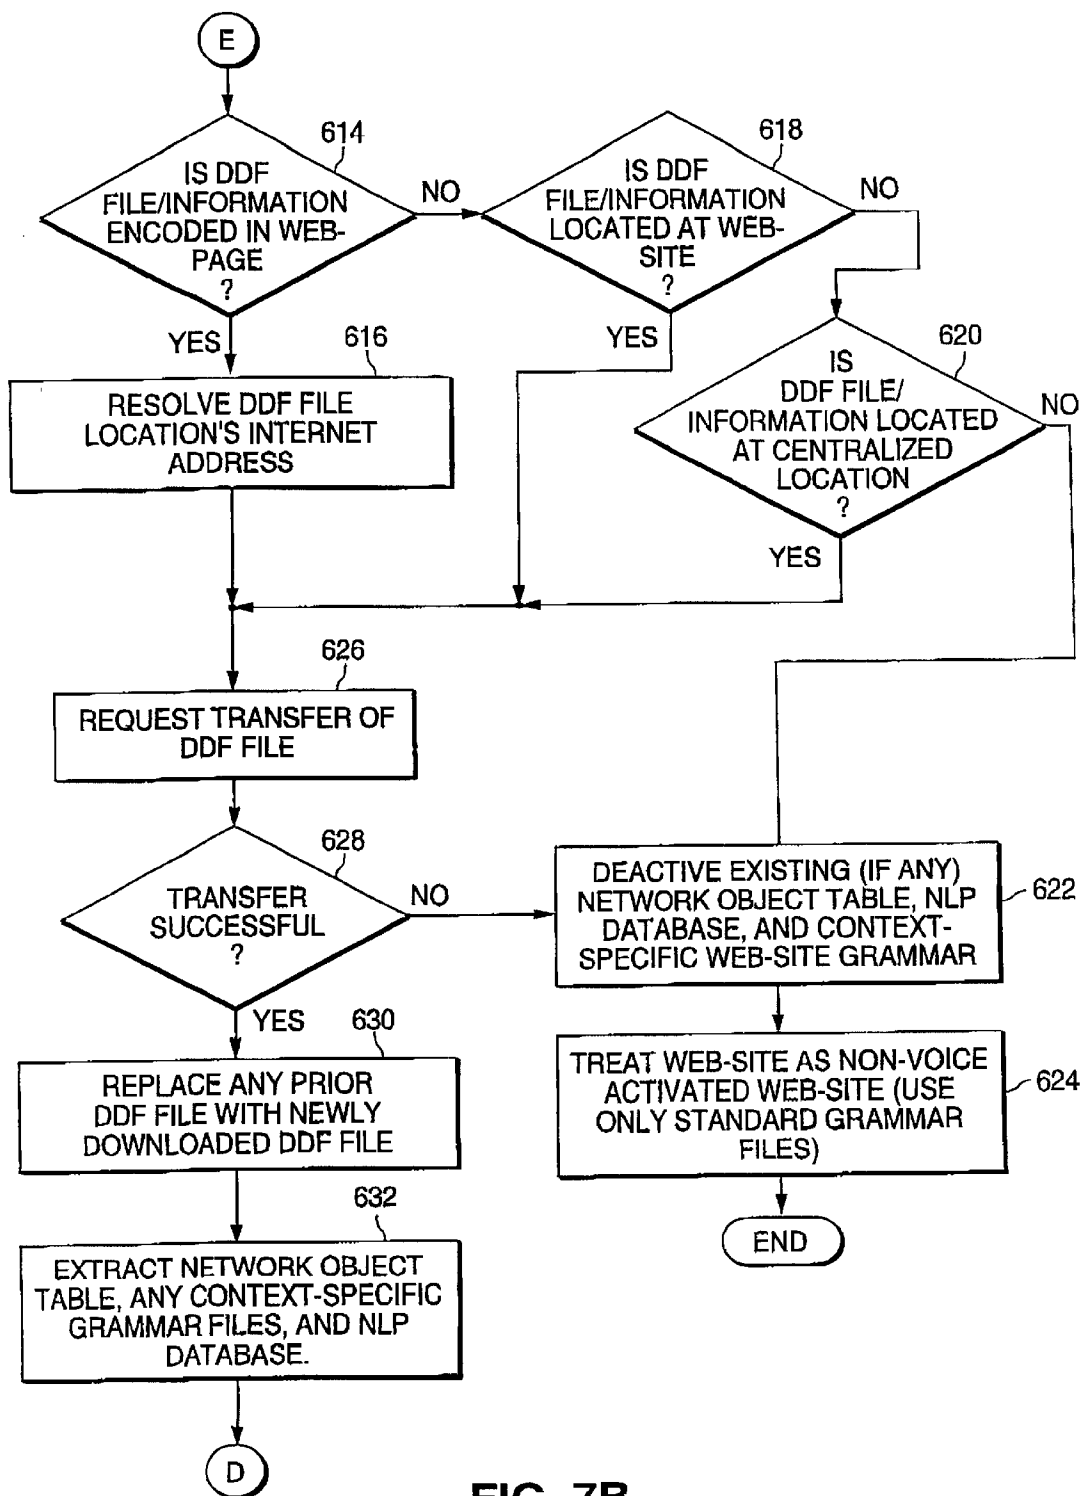 E
614
IS DDF
FILE/INFORMATION
ENCODED IN WEB-
PAGE
?
NO
YES
618
IS DDF
FILE/INFORMATION
LOCATED AT WEB-
SITE
?
NO
YES
616
RESOLVE DDF FILE
LOCATION'S INTERNET
ADDRESS
620
IS
DDF FILE/
INFORMATION LOCATED
AT CENTRALIZED
LOCATION
?
NO
YES
626
REQUEST TRANSFER OF
DDF FILE
628
TRANSFER
SUCCESSFUL
?
NO
YES
DEACTIVE EXISTING (IF ANY)
NETWORK OBJECT TABLE, NLP
DATABASE, AND CONTEXT-
SPECIFIC WEB-SITE GRAMMAR
622
630
REPLACE ANY PRIOR
DDF FILE WITH NEWLY
DOWNLOADED DDF FILE
TREAT WEB-SITE AS NON-VOICE
ACTIVATED WEB-SITE (USE
ONLY STANDARD GRAMMAR
FILES)
624
632
EXTRACT NETWORK OBJECT
TABLE, ANY CONTEXT-SPECIFIC
GRAMMAR FILES, AND NLP
DATABASE.
END
D
FIG. 7B